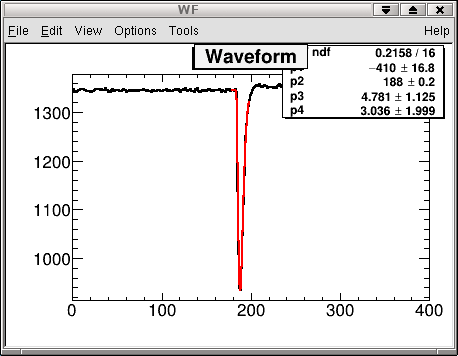 WF
File Edit View Options Tools Help
Waveform
ndf 0.2158 / 16
−410 ± 16.8
p2 188 ± 0.2
p3 4.781 ± 1.125
p4 3.036 ± 1.999
1300
1200
1100
1000
0 100 200 300 400